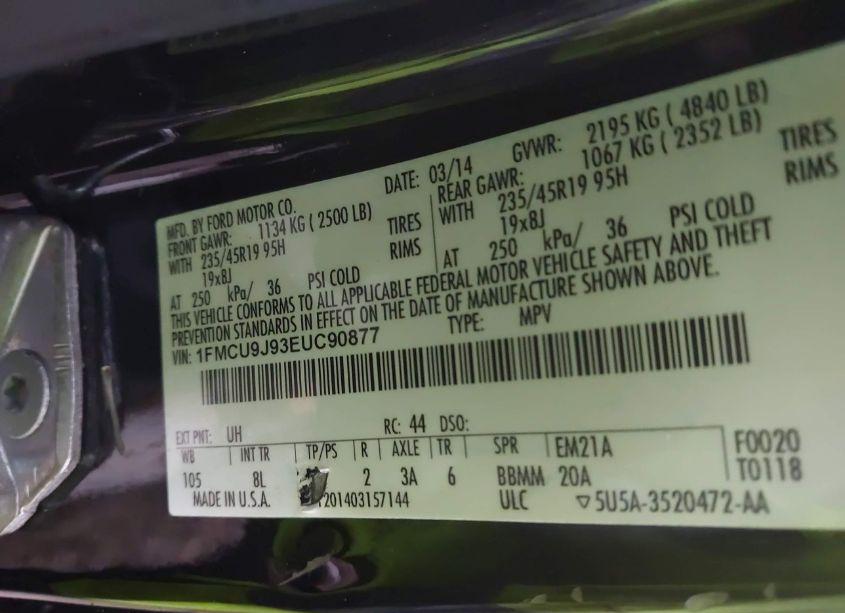 MFD. BY FORD MOTOR CO.
DATE: 03/14
GVWR: 2195 KG ( 4840 LB)
FRONT GAWR: 1134 KG ( 2500 LB)
REAR GAWR: 1067 KG ( 2352 LB)
WITH 235/45R19 95H TIRES
WITH 235/45R19 95H TIRES
19x8J RIMS
19x8J RIMS
AT 250 kPa/ 36 PSI COLD
AT 250 kPa/ 36 PSI COLD
THIS VEHICLE CONFORMS TO ALL APPLICABLE FEDERAL MOTOR VEHICLE SAFETY AND THEFT
PREVENTION STANDARDS IN EFFECT ON THE DATE OF MANUFACTURE SHOWN ABOVE.
VIN: 1FMCU9J93EUC90877
TYPE: MPV
EXT PNT: UH RC: 44 DSO:
WB INT TR TP/PS R AXLE TR SPR EM21A F0020
105 8L 2 3A 6 BBMM 20A T0118
MADE IN U.S.A. 201403157144 ULC ▽5U5A-3520472-AA